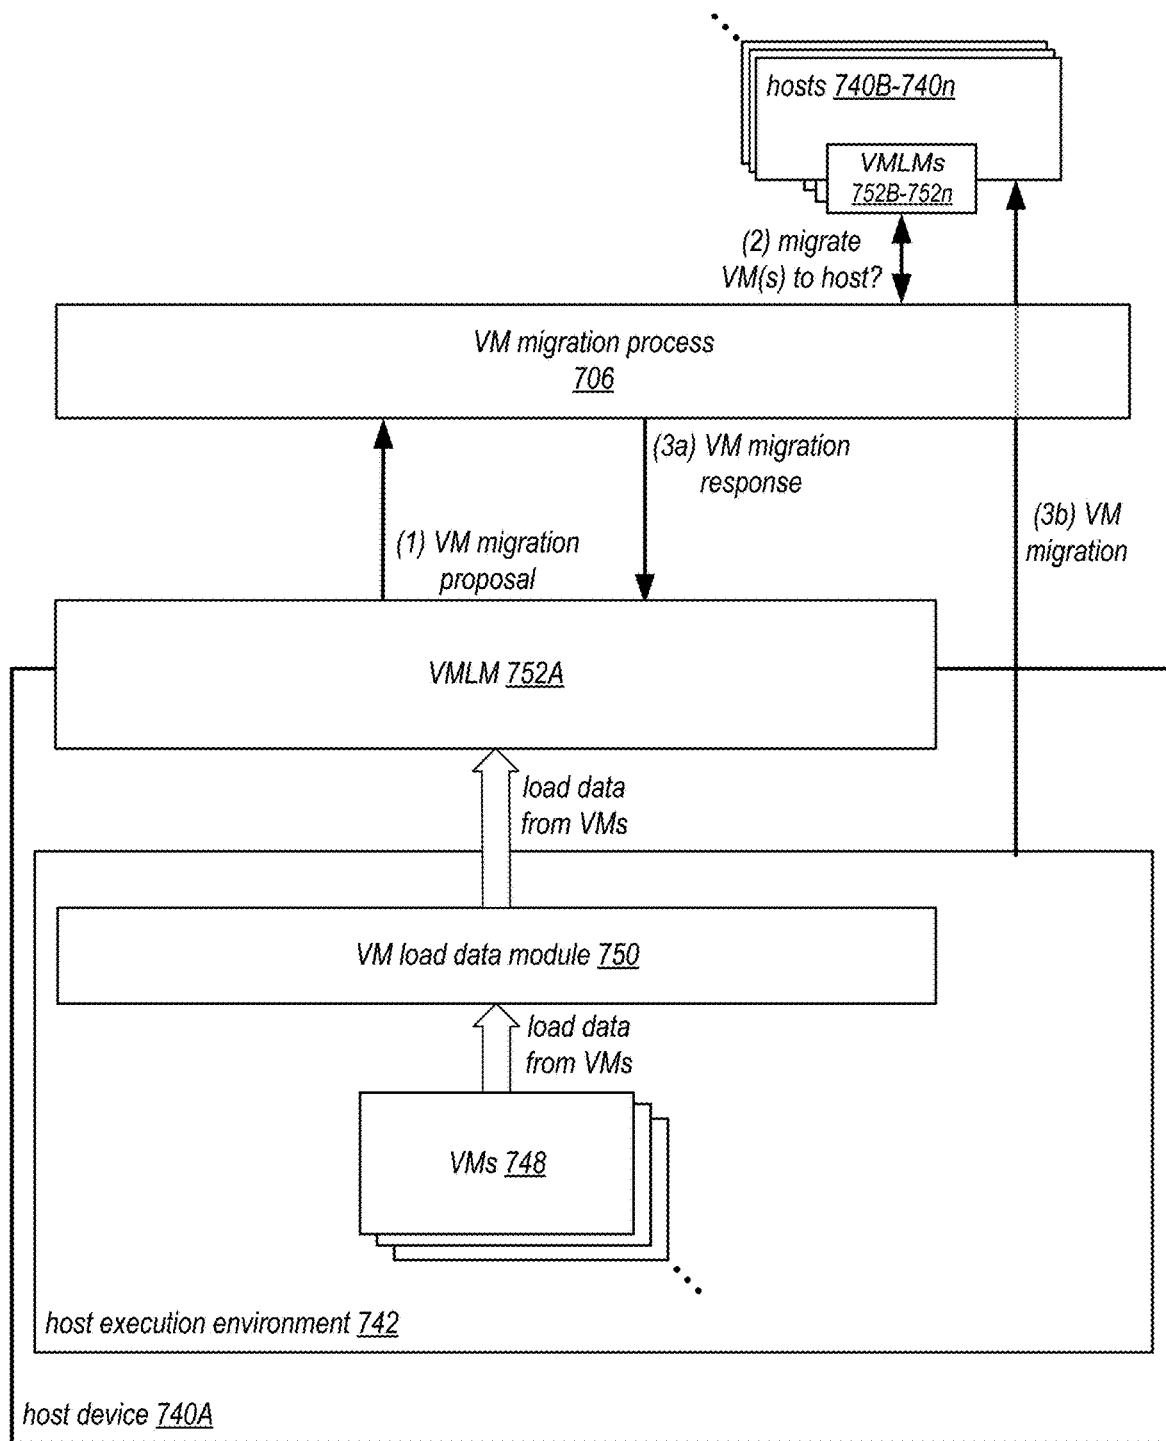 hosts 740B-740n
VMLMs
752B-752n
(2) migrate
VM(s) to host?
VM migration process
706
(3a) VM migration
response
(3b) VM
migration
(1) VM migration
proposal
VMLM 752A
load data
from VMs
VM load data module 750
load data
from VMs
VMs 748
host execution environment 742
host device 740A